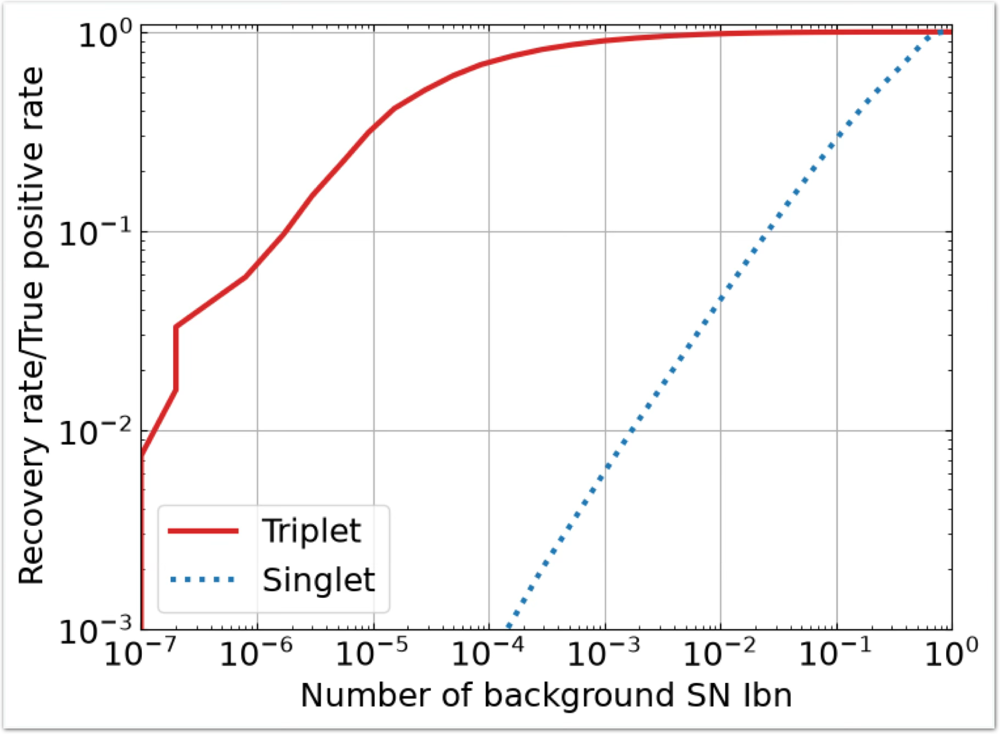 Recovery rate/True positive rate
10⁰
10⁻¹
10⁻²
10⁻³
Triplet
Singlet
10⁻⁷ 10⁻⁶ 10⁻⁵ 10⁻⁴ 10⁻³ 10⁻² 10⁻¹ 10⁰
Number of background SN Ibn